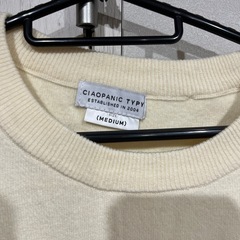 CIAOPANIC TYPY
ESTABLISHED IN 2004
(MEDIUM)